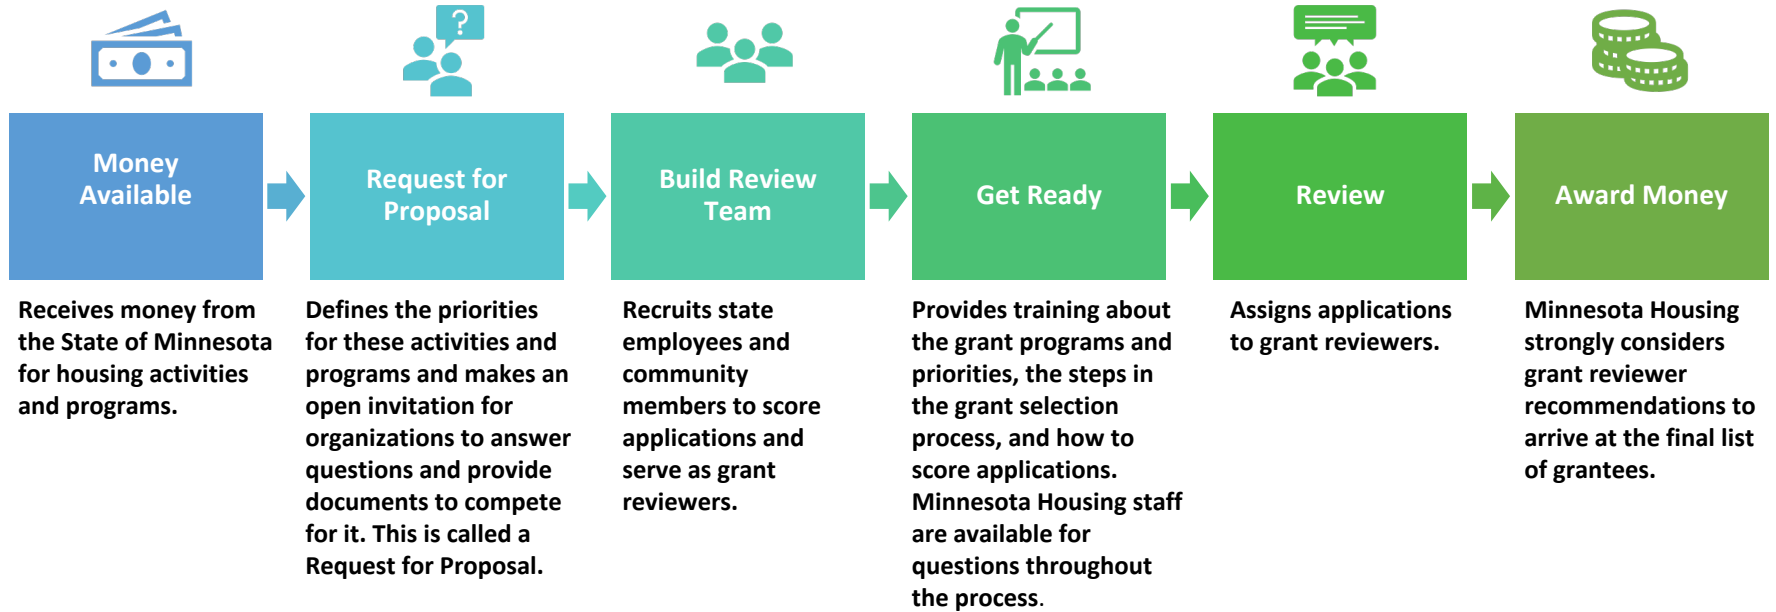 ?
Money
Available
Request for
Proposal
Build Review
Team
Get Ready
Review
Award Money
Receives money from
the State of Minnesota
for housing activities
and programs.
Defines the priorities
for these activities and
programs and makes an
open invitation for
organizations to answer
questions and provide
documents to compete
for it. This is called a
Request for Proposal.
Recruits state
employees and
community
members to score
applications and
serve as grant
reviewers.
Provides training about
the grant programs and
priorities, the steps in
the grant selection
process, and how to
score applications.
Minnesota Housing staff
are available for
questions throughout
the process.
Assigns applications
to grant reviewers.
Minnesota Housing
strongly considers
grant reviewer
recommendations to
arrive at the final list
of grantees.